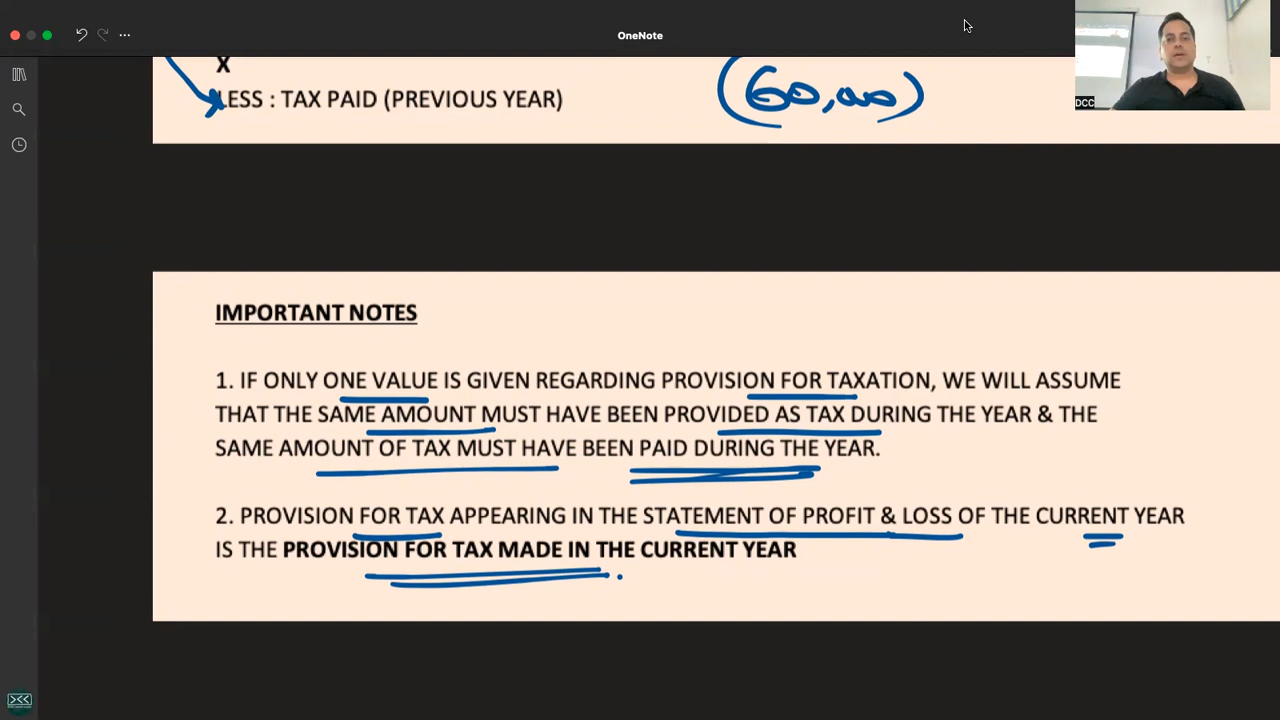 OneNote
X
LESS : TAX PAID (PREVIOUS YEAR)
DCC
IMPORTANT NOTES
1. IF ONLY ONE VALUE IS GIVEN REGARDING PROVISION FOR TAXATION, WE WILL ASSUME
THAT THE SAME AMOUNT MUST HAVE BEEN PROVIDED AS TAX DURING THE YEAR & THE
SAME AMOUNT OF TAX MUST HAVE BEEN PAID DURING THE YEAR.
2. PROVISION FOR TAX APPEARING IN THE STATEMENT OF PROFIT & LOSS OF THE CURRENT YEAR
IS THE PROVISION FOR TAX MADE IN THE CURRENT YEAR